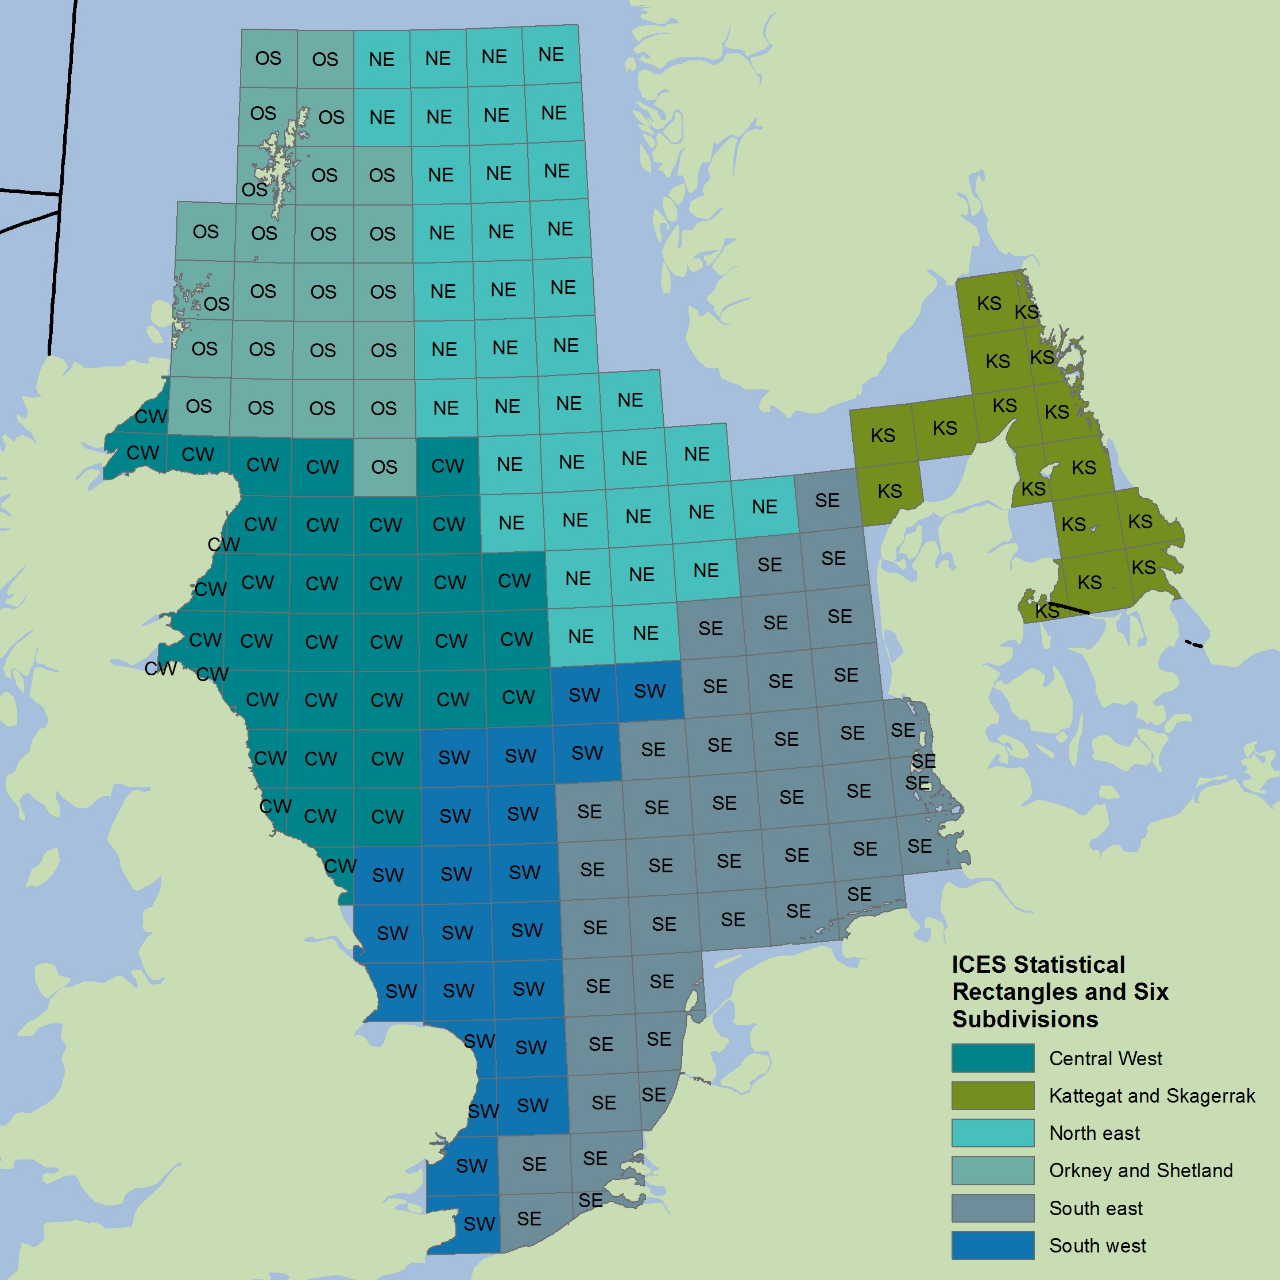 OS OS NE NE NE NE
OS OS NE NE NE NE
OS OS OS NE NE NE
OS OS OS OS NE NE NE
OS OS OS OS NE NE NE KS KS
OS OS OS OS NE NE NE KS KS
CW OS OS OS OS NE NE NE NE KS KS
CW CW CW CW OS CW NE NE NE NE KS KS KS
CW CW CW CW NE NE NE NE NE SE KS KS KS KS
CW CW CW CW CW CW NE NE NE SE SE KS KS
CW CW CW CW CW CW NE NE SE SE SE KS
CW CW
CW CW CW CW CW SW SW SE SE SE
CW CW CW SW SW SW SE SE SE SE SE
SE
CW CW CW SW SW SE SE SE SE SE SE
CW SW SW SW SE SE SE SE SE SE
SW SW SW SE SE SE SE SE
SW SW SW SE SE
SW SW SE SE
SW SW SE SE
SW SE SE
SW SE SE
CW
ICES Statistical
Rectangles and Six
Subdivisions
Central West
Kattegat and Skagerrak
North east
Orkney and Shetland
South east
South west